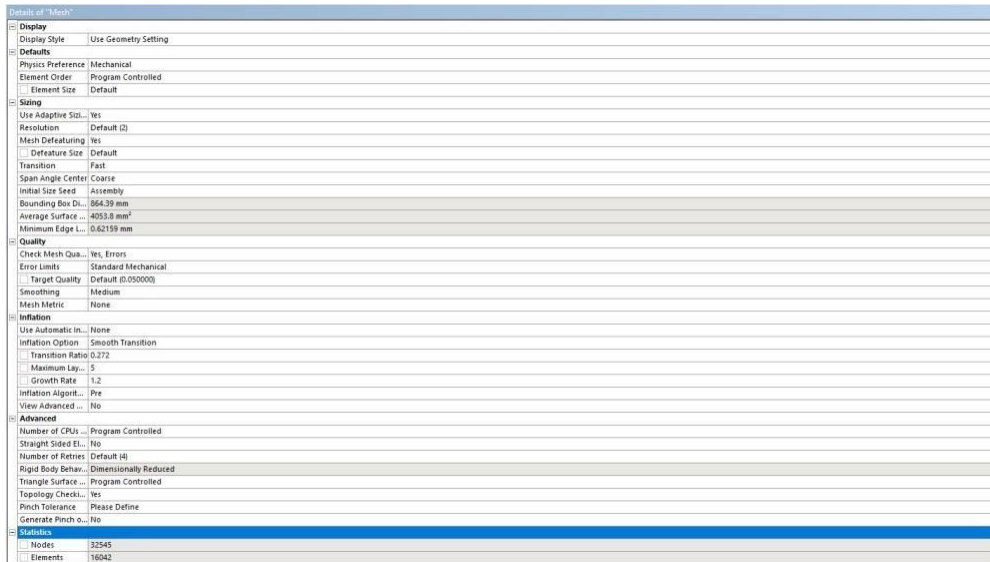 Details of "Mesh"
Display
Display Style Use Geometry Setting
Defaults
Physics Preference Mechanical
Element Order Program Controlled
Element Size Default
Sizing
Use Adaptive Sizi... Yes
Resolution Default (2)
Mesh Defeaturing Yes
Defeature Size Default
Transition Fast
Span Angle Center Coarse
Initial Size Seed Assembly
Bounding Box Di... 864.39 mm
Average Surface ... 4053.8 mm²
Minimum Edge L... 0.62159 mm
Quality
Check Mesh Qua... Yes, Errors
Error Limits Standard Mechanical
Target Quality Default (0.050000)
Smoothing Medium
Mesh Metric None
Inflation
Use Automatic In... None
Inflation Option Smooth Transition
Transition Ratio 0.272
Maximum Lay... 5
Growth Rate 1.2
Inflation Algorit... Pre
View Advanced ... No
Advanced
Number of CPUs ... Program Controlled
Straight Sided El... No
Number of Retries Default (4)
Rigid Body Behav... Dimensionally Reduced
Triangle Surface ... Program Controlled
Topology Checki... Yes
Pinch Tolerance Please Define
Generate Pinch o... No
Statistics
Nodes 32545
Elements 16042